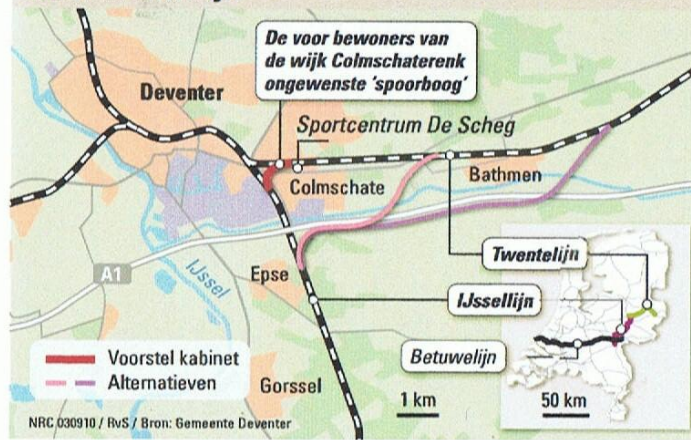 De voor bewoners van
de wijk Colmschaterenk
ongewenste ‘spoorboog’
Deventer
Sportcentrum De Scheg
Colmschate
Bathmen
A1
IJssel
Epse
Twentelijn
IJssellijn
Betuwelijn
Voorstel kabinet
Alternatieven
Gorssel
1 km
50 km
NRC 030910 / RvS / Bron: Gemeente Deventer